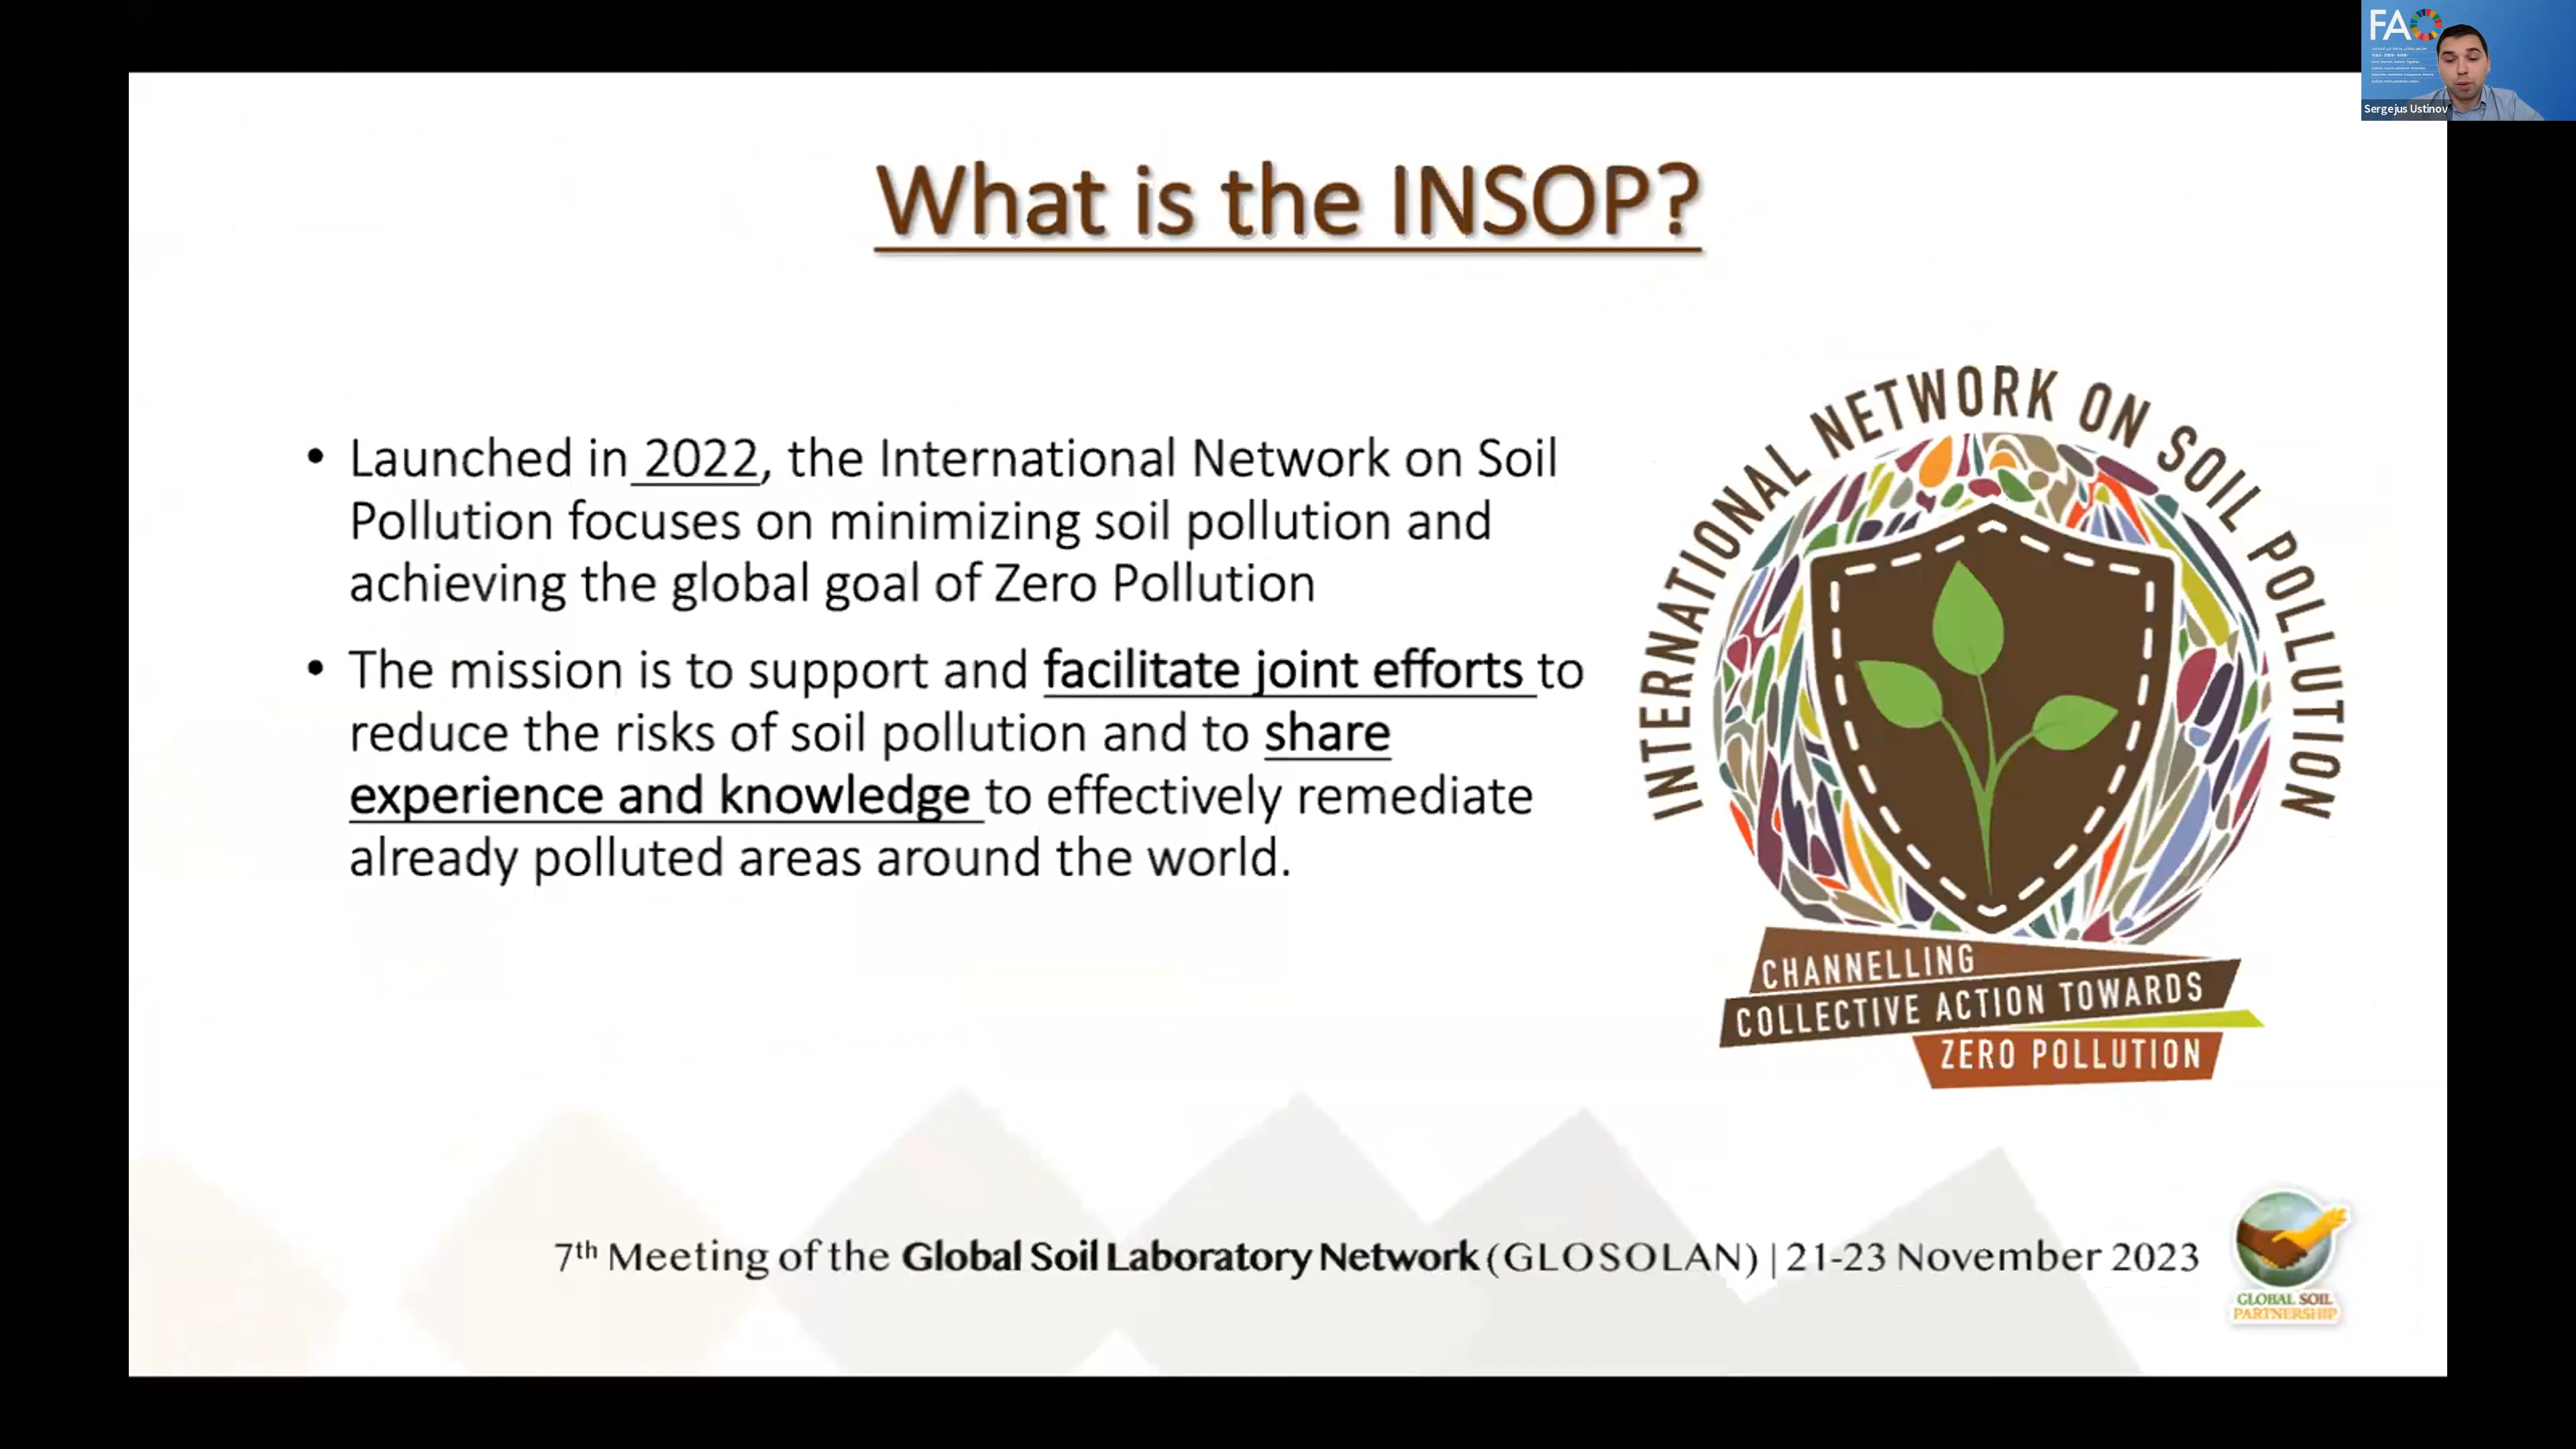 FAO
Sergejus Ustinov
What is the INSOP?
• Launched in 2022, the International Network on Soil
Pollution focuses on minimizing soil pollution and
achieving the global goal of Zero Pollution
• The mission is to support and facilitate joint efforts to
reduce the risks of soil pollution and to share
experience and knowledge to effectively remediate
already polluted areas around the world.
INTERNATIONAL NETWORK ON SOIL POLLUTION
CHANNELLING
COLLECTIVE ACTION TOWARDS
ZERO POLLUTION
7th Meeting of the Global Soil Laboratory Network (GLOSOLAN) | 21-23 November 2023
GLOBAL SOIL
PARTNERSHIP